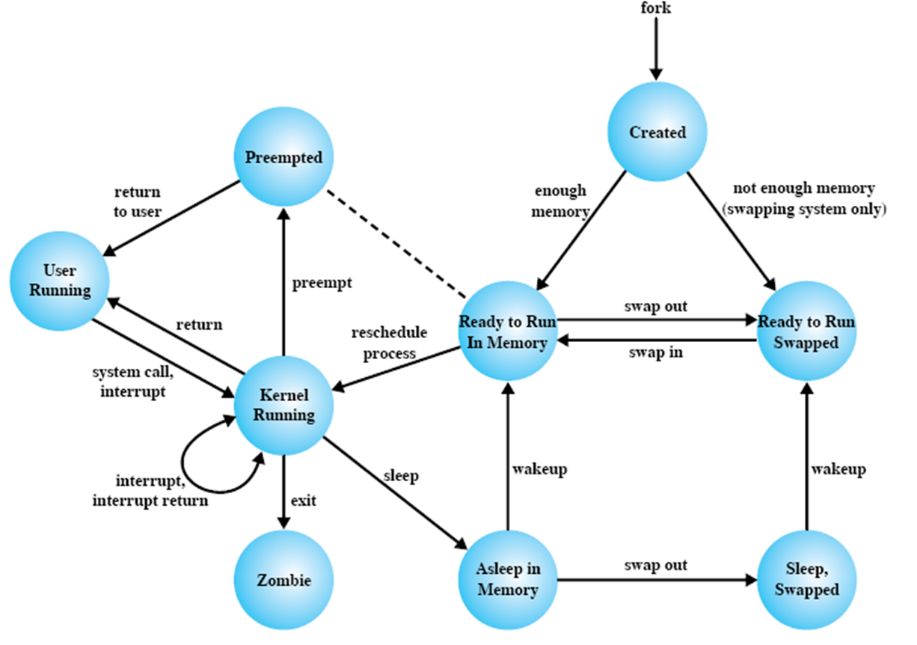 fork
Created
Preempted
enough
memory
not enough memory
(swapping system only)
return
to user
User
Running
preempt
return
system call,
interrupt
reschedule
process
Ready to Run
In Memory
swap out
swap in
Ready to Run
Swapped
Kernel
Running
interrupt,
interrupt return
sleep
exit
wakeup
wakeup
Zombie
Asleep in
Memory
swap out
Sleep,
Swapped